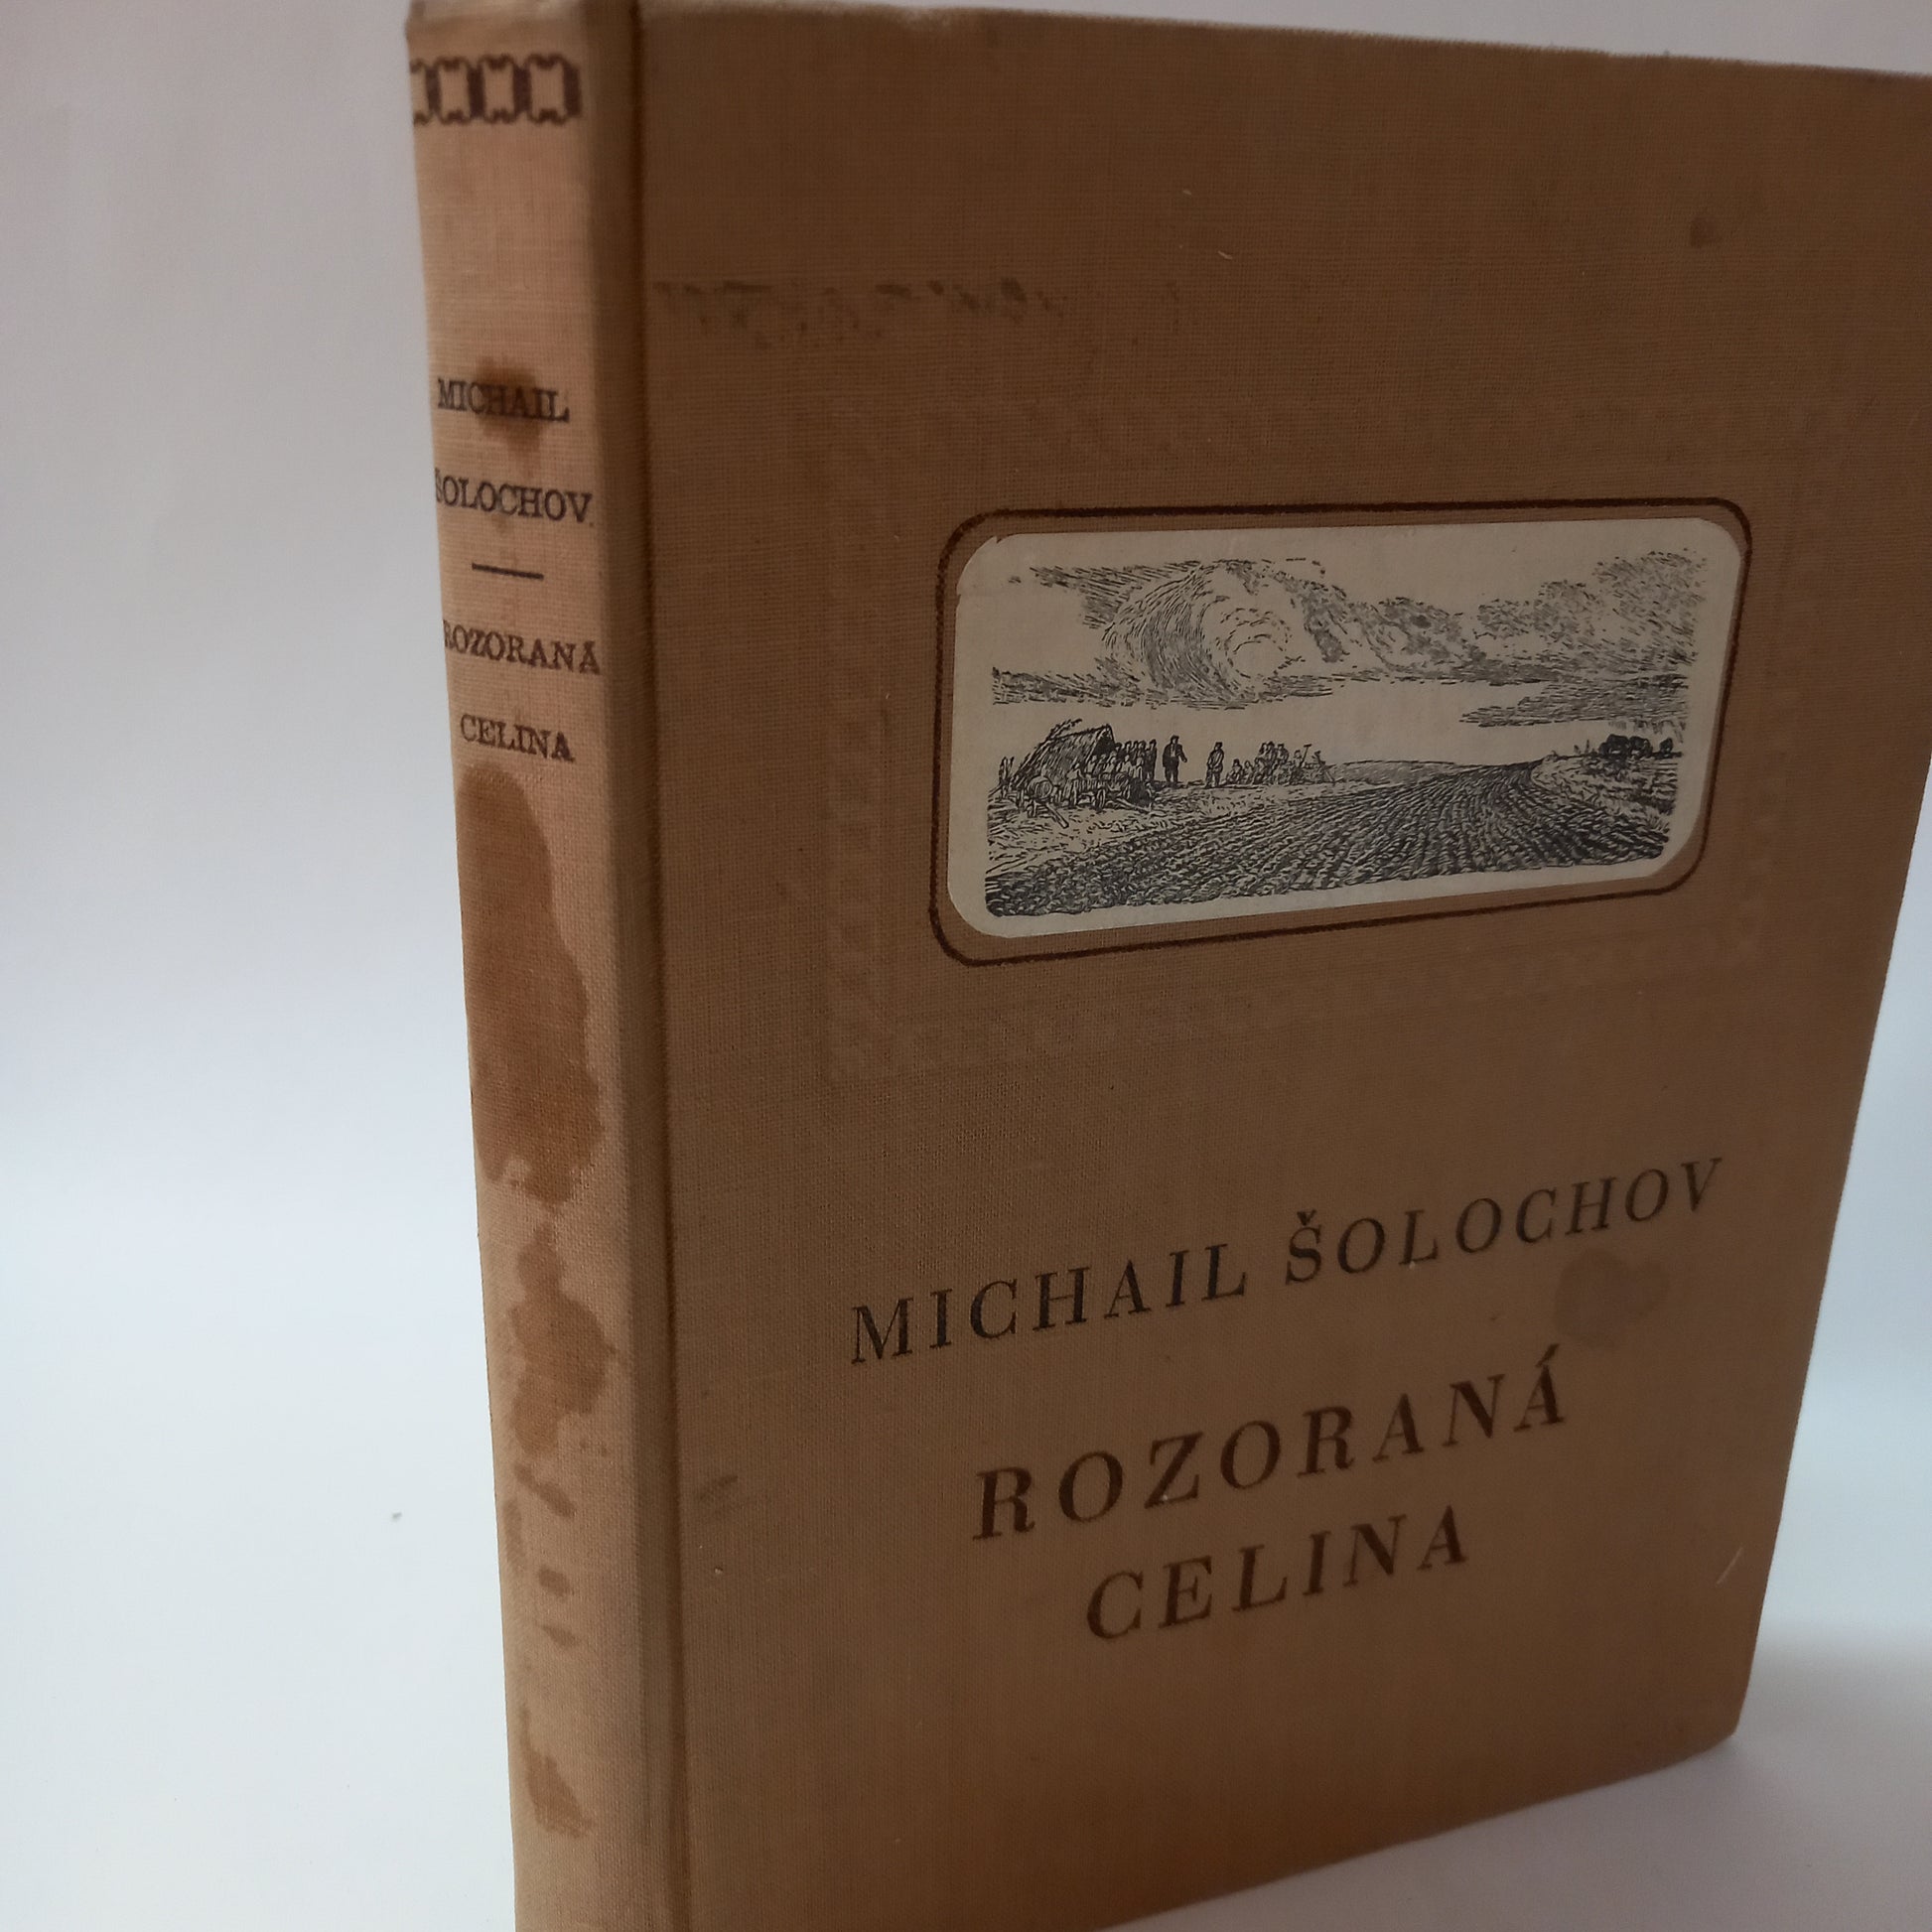 MICHAIL
ŠOLOCHOV
ROZORANÁ
CELINA
MICHAIL ŠOLOCHOV
ROZORANÁ
CELINA